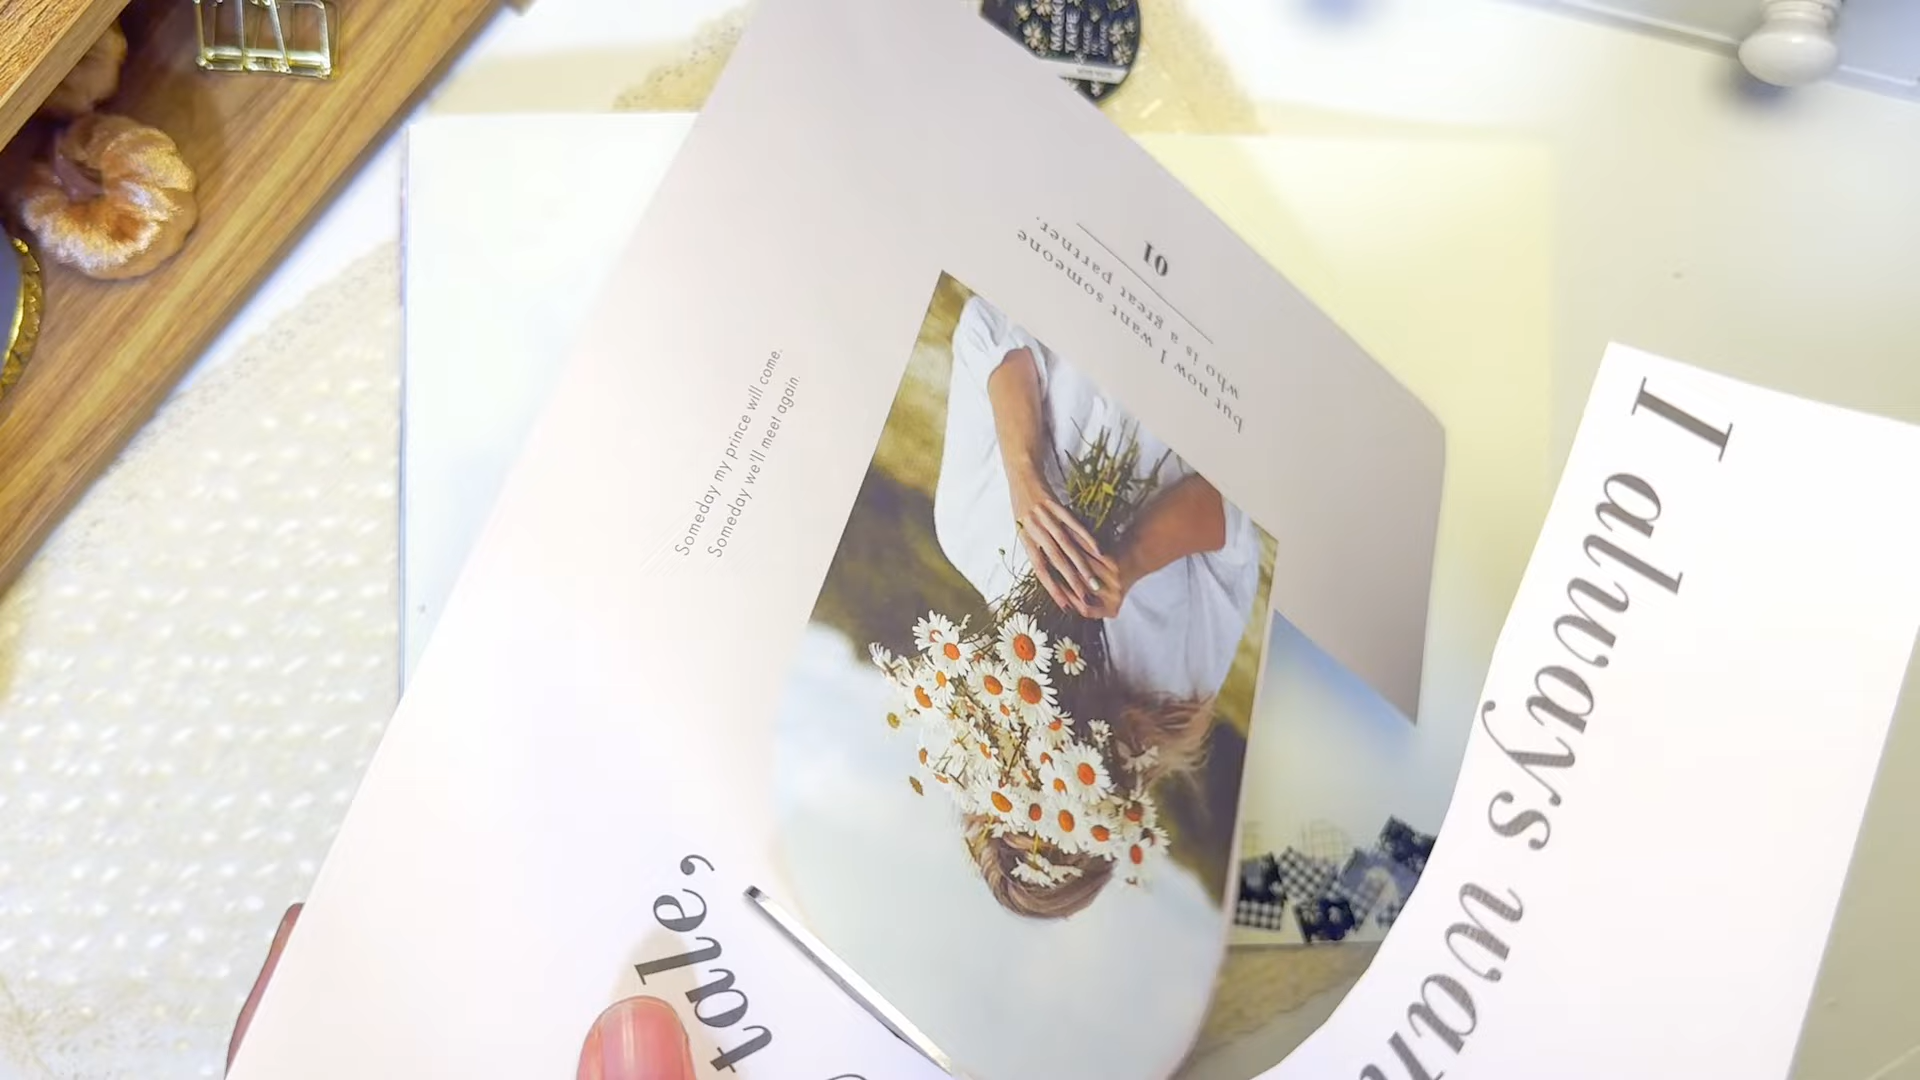 I always wan
tale,
Someday my prince will come.
Someday we'll meet again.
01
but now I want someone
who is a great partner.